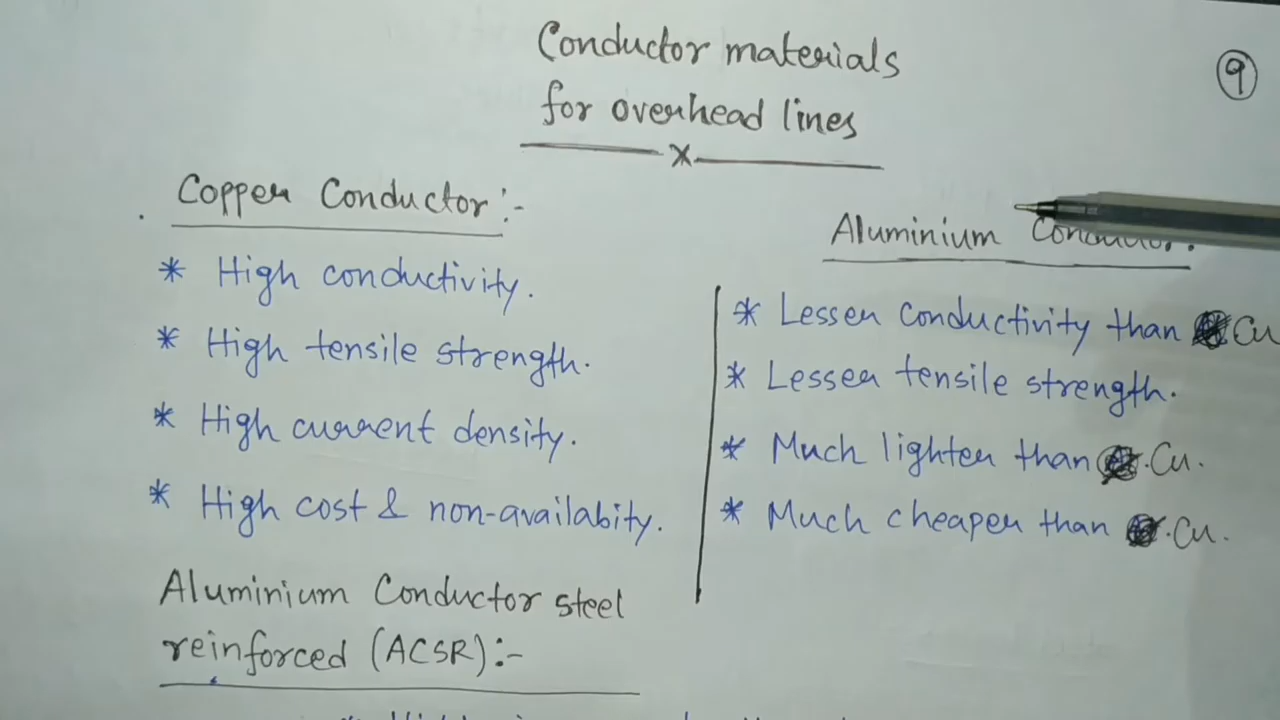 Conductor materials
for overhead lines
9
Copper Conductor :-
* High conductivity.
* High tensile strength.
* High current density.
* High cost & non-availabity.
Aluminium
* Lesser conductivity than Cu
* Lesser tensile strength.
* Much lighter than Cu.
* Much cheaper than Cu.
Aluminium Conductor steel
reinforced (ACSR):-